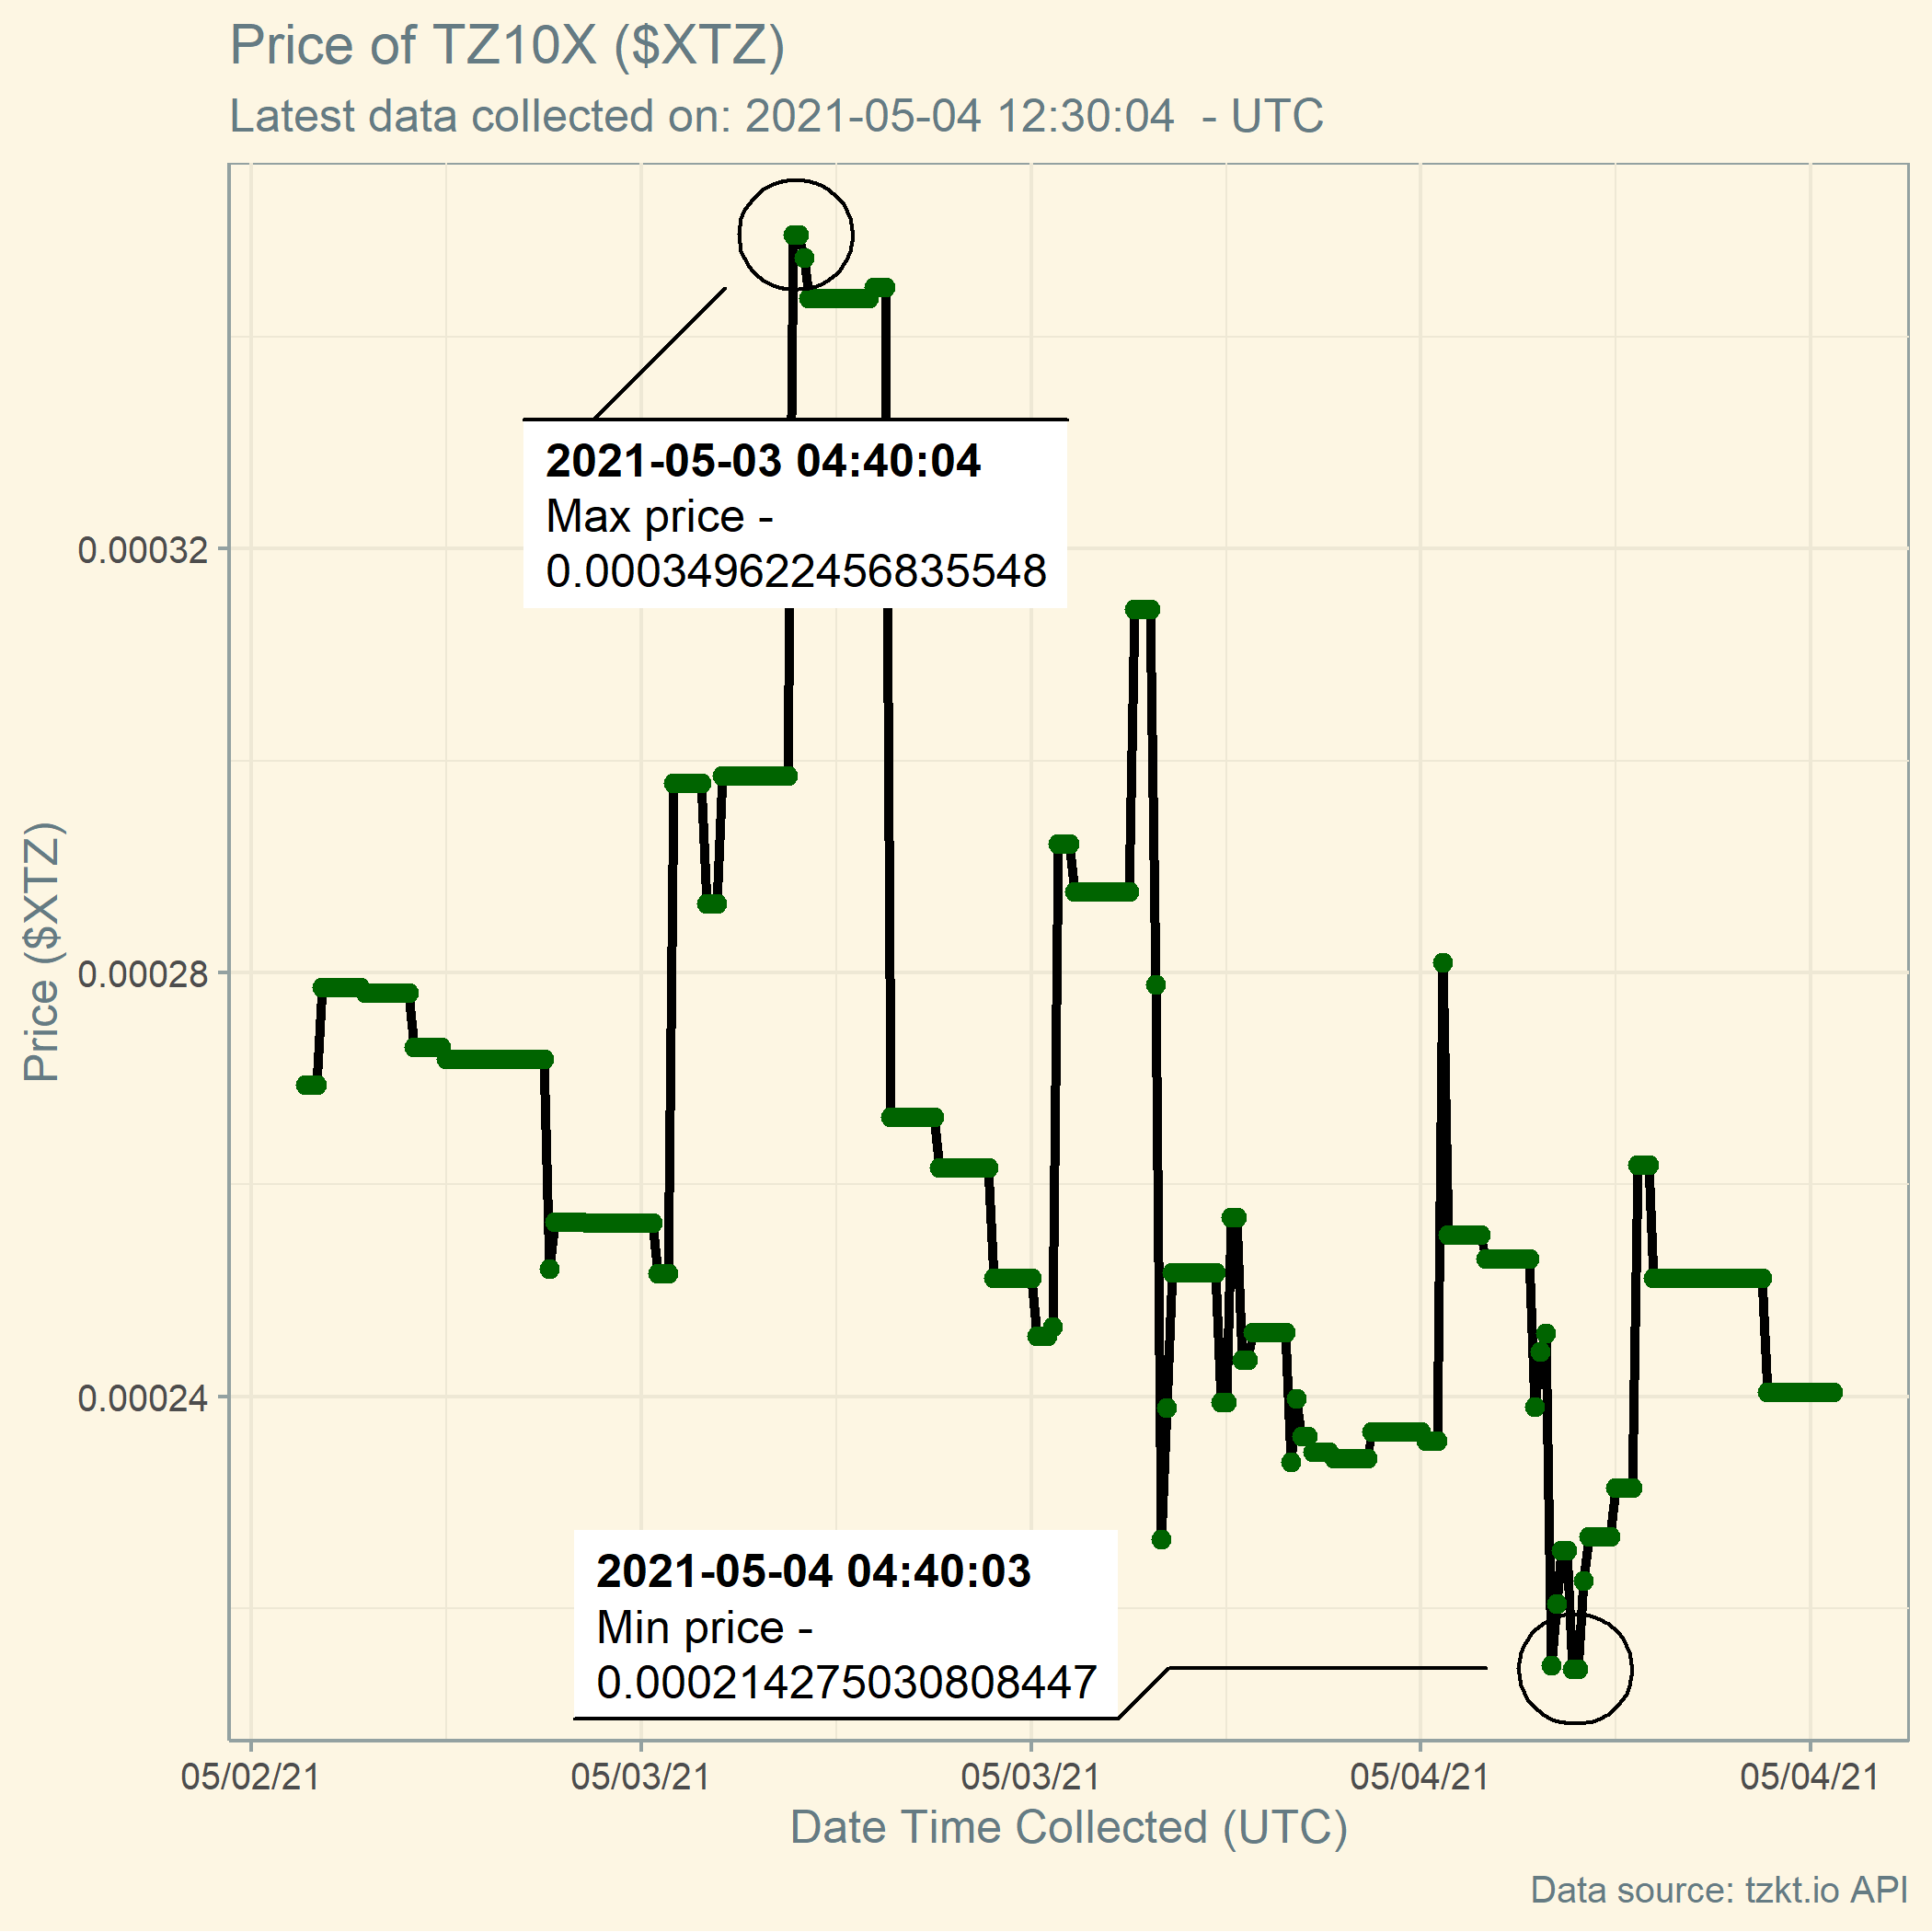 Price of TZ10X ($XTZ)
Latest data collected on: 2021-05-04 12:30:04  - UTC
2021-05-03 04:40:04
Max price -
0.000349622456835548
0.00032
0.00028
0.00024
Price ($XTZ)
2021-05-04 04:40:03
Min price -
0.000214275030808447
05/02/21
05/03/21
05/03/21
05/04/21
05/04/21
Date Time Collected (UTC)
Data source: tzkt.io API